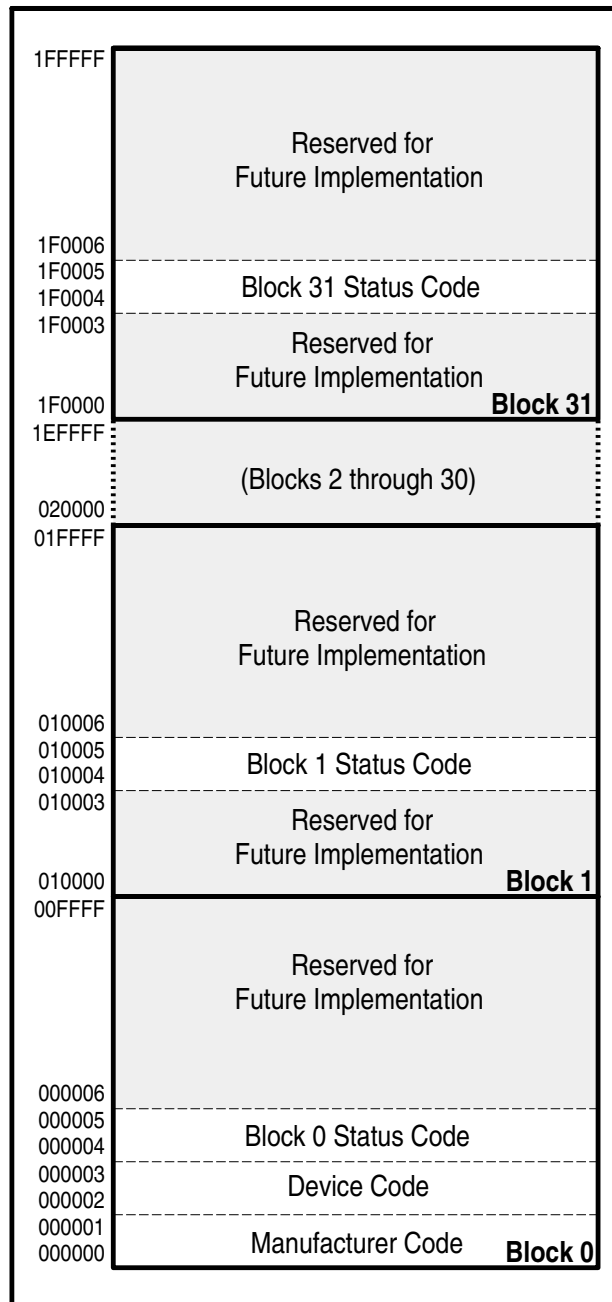 1FFFFF
Reserved for
Future Implementation
1F0006
1F0005
Block 31 Status Code
1F0004
1F0003
Reserved for
Future Implementation
1F0000
Block 31
1EFFFF
(Blocks 2 through 30)
020000
01FFFF
Reserved for
Future Implementation
010006
010005
Block 1 Status Code
010004
010003
Reserved for
Future Implementation
010000
Block 1
00FFFF
Reserved for
Future Implementation
000006
000005
Block 0 Status Code
000004
000003
Device Code
000002
000001
Manufacturer Code
000000
Block 0